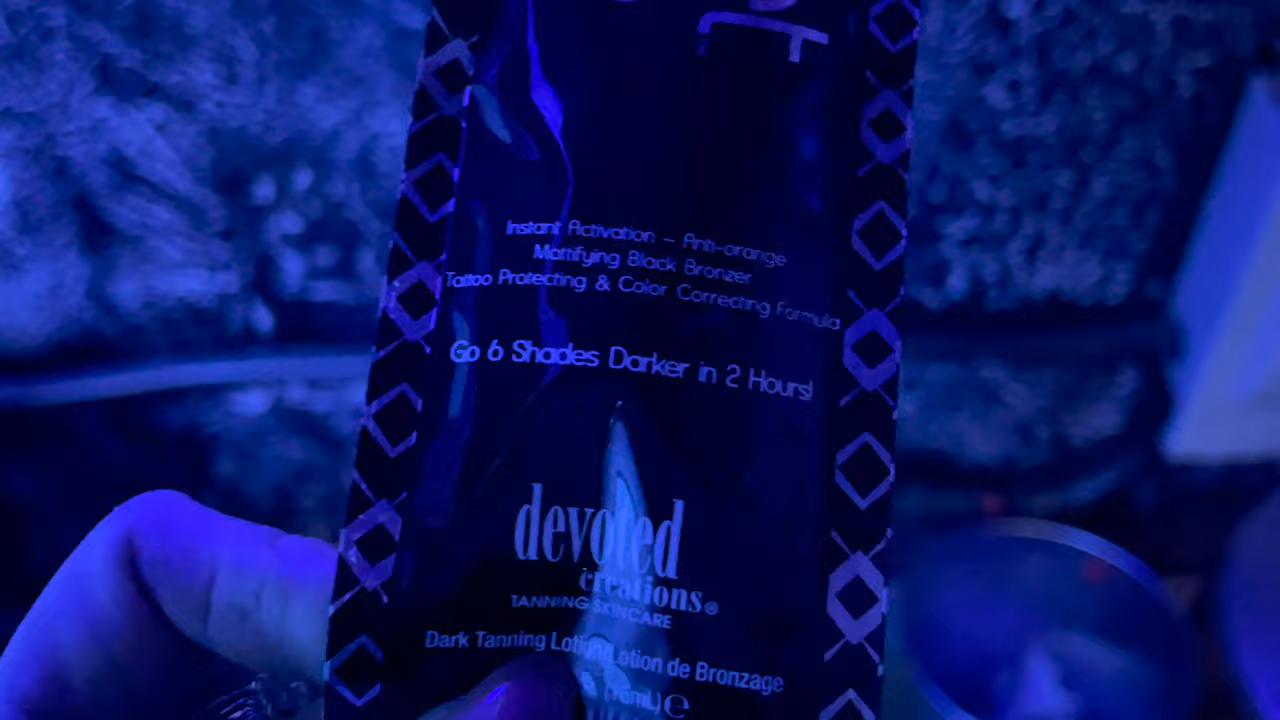 Instant Activation – Anti-orange
Mattifying Black Bronzer
Tattoo Protecting & Color Correcting Formula
Go 6 Shades Darker in 2 Hours!
devoted
creations®
TANNING SKINCARE
Dark Tanning Lotion/Lotion de Bronzage